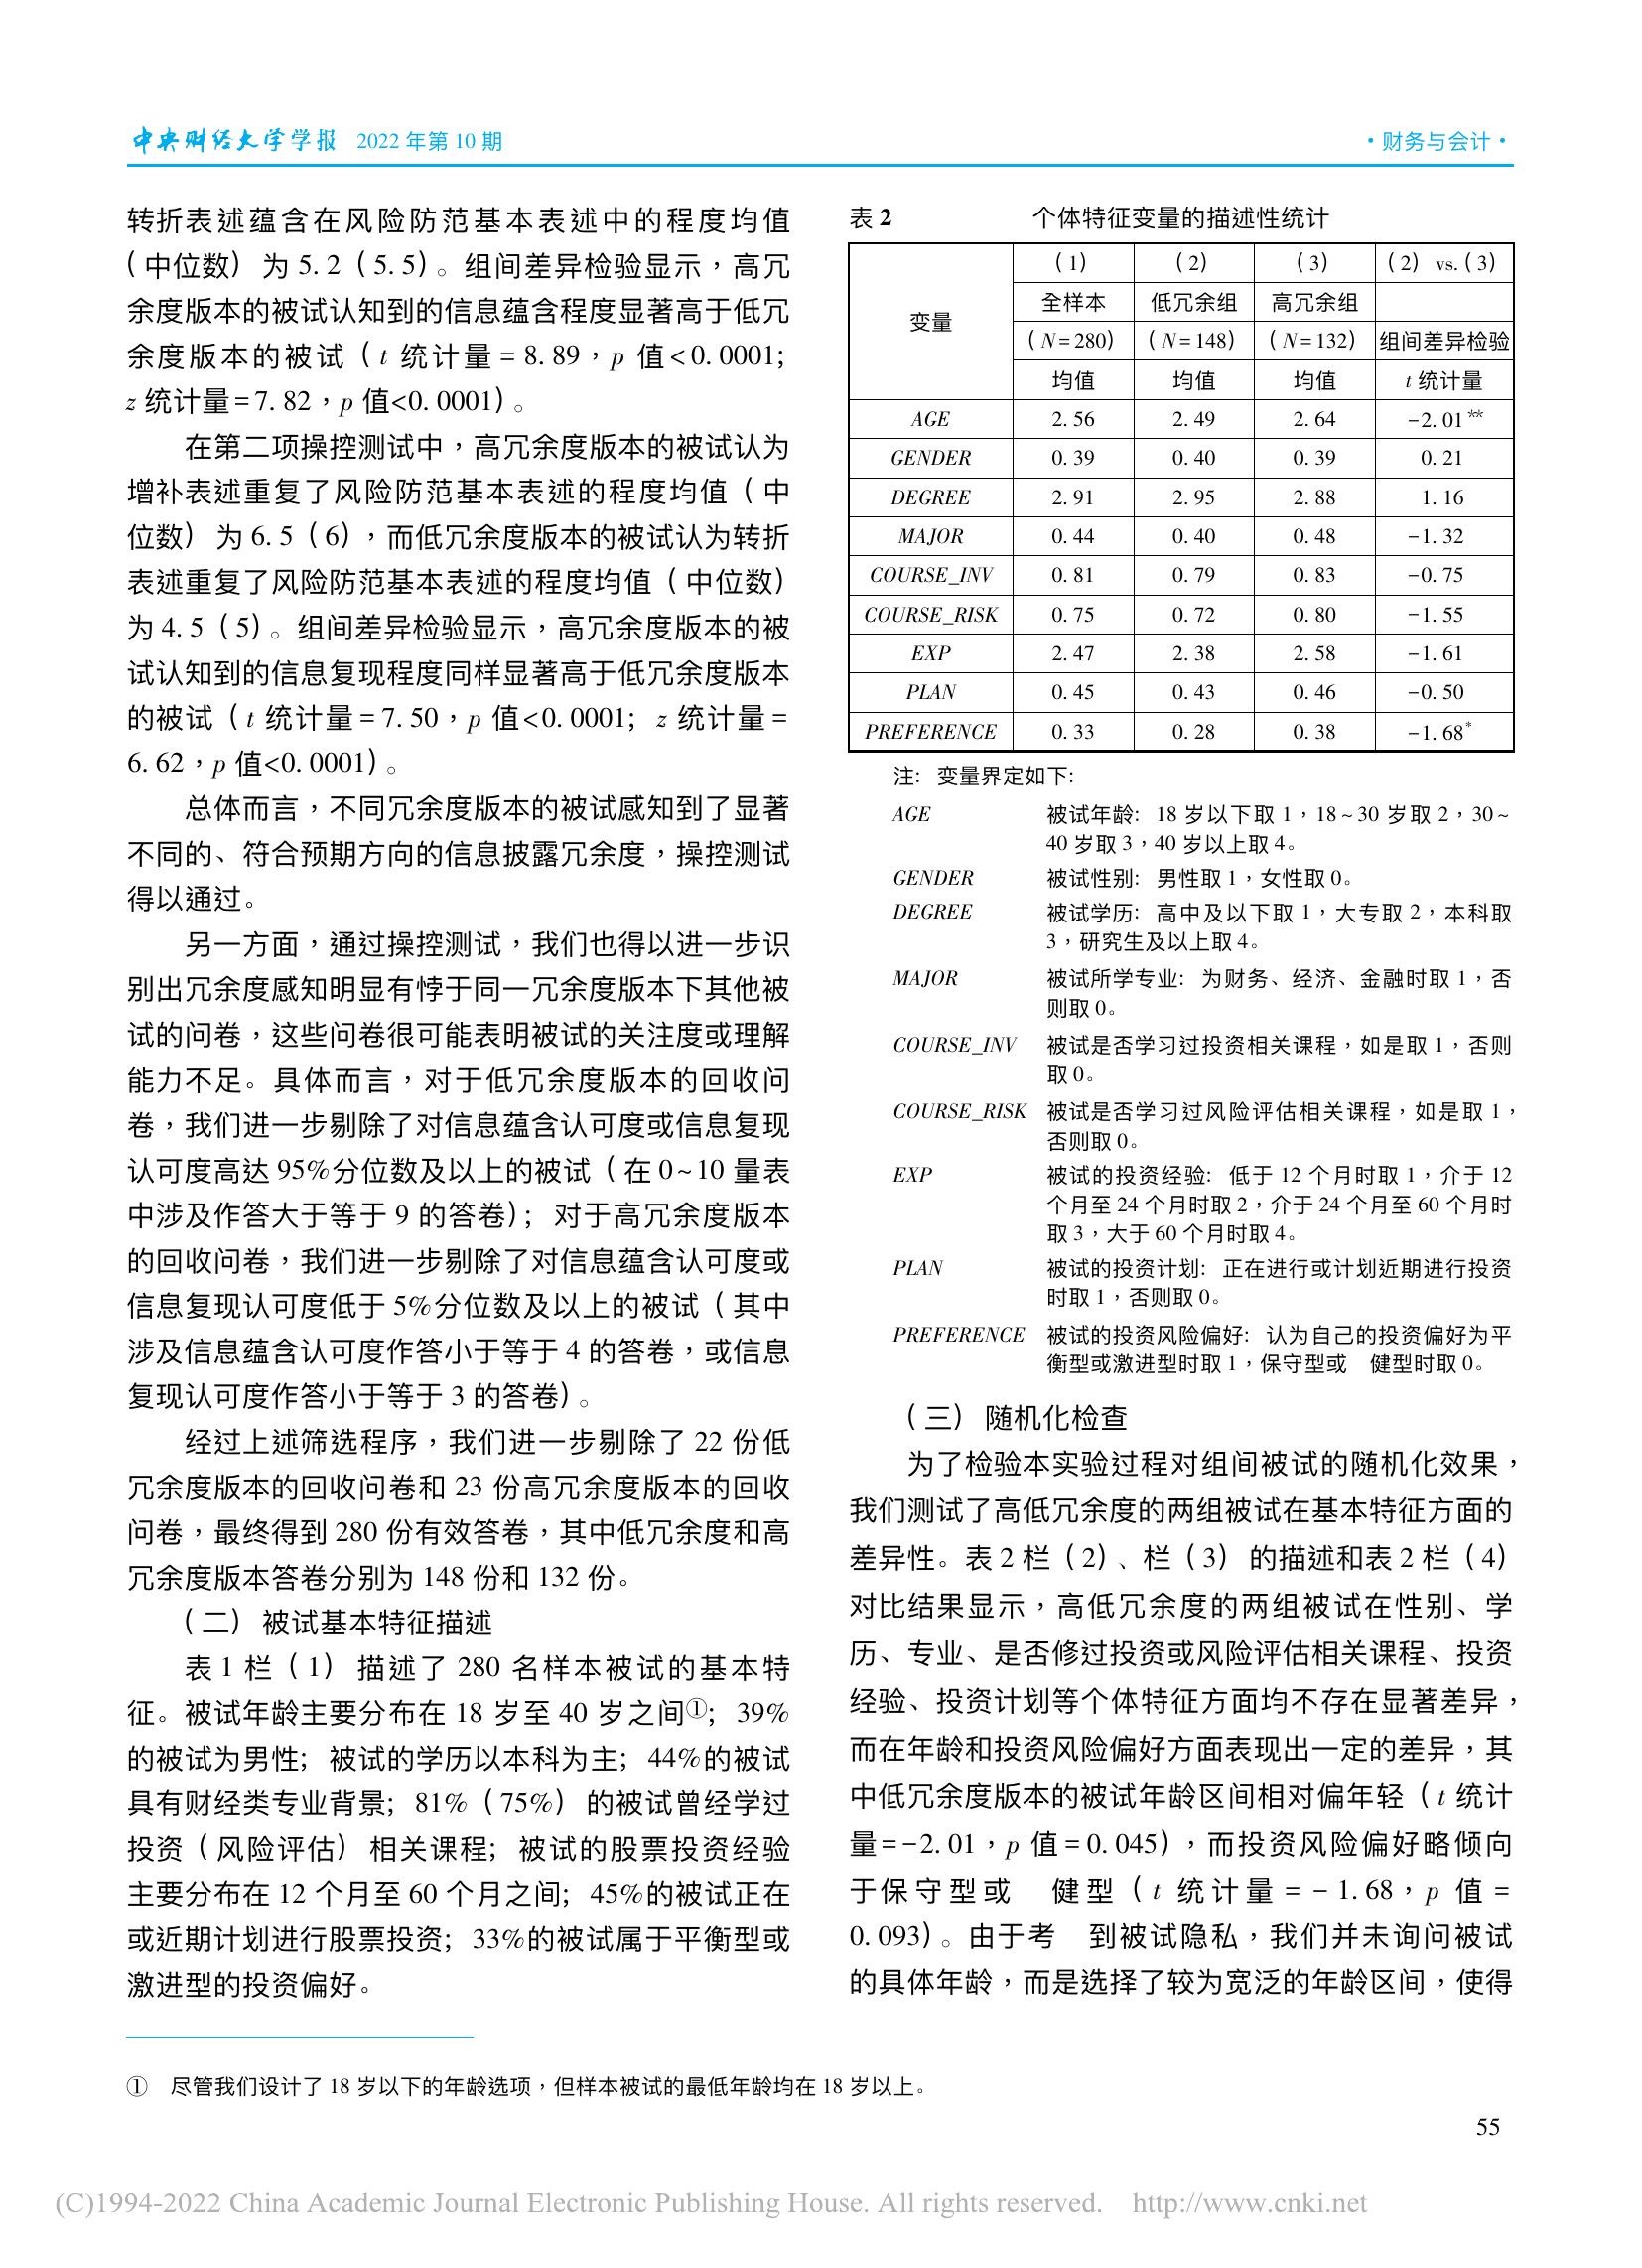 中央财经大学学报 2022 年第 10 期
·财务与会计·
转折表述蕴含在风险防范基本表述中的程度均值
(中位数) 为 5.2 (5.5)。组间差异检验显示，高冗
余度版本的被试认知到的信息蕴含程度显著高于低冗
余度版本的被试 (t 统计量 = 8.89，p 值 < 0.0001;
z 统计量 = 7.82，p 值<0.0001)。
在第二项操控测试中，高冗余度版本的被试认为
增补表述重复了风险防范基本表述的程度均值 (中
位数) 为 6.5 (6)，而低冗余度版本的被试认为转折
表述重复了风险防范基本表述的程度均值 (中位数)
为 4.5 (5)。组间差异检验显示，高冗余度版本的被
试认知到的信息复现程度同样显著高于低冗余度版本
的被试 (t 统计量 = 7.50，p 值<0.0001; z 统计量 =
6.62，p 值<0.0001)。
总体而言，不同冗余度版本的被试感知到了显著
不同的、符合预期方向的信息披露冗余度，操控测试
得以通过。
另一方面，通过操控测试，我们也得以进一步识
别出冗余度感知明显有悖于同一冗余度版本下其他被
试的问卷，这些问卷很可能表明被试的关注度或理解
能力不足。具体而言，对于低冗余度版本的回收问
卷，我们进一步剔除了对信息蕴含认可度或信息复现
认可度高达 95%分位数及以上的被试 (在 0~10 量表
中涉及作答大于等于 9 的答卷); 对于高冗余度版本
的回收问卷，我们进一步剔除了对信息蕴含认可度或
信息复现认可度低于 5%分位数及以上的被试 (其中
涉及信息蕴含认可度作答小于等于 4 的答卷，或信息
复现认可度作答小于等于 3 的答卷)。
经过上述筛选程序，我们进一步剔除了 22 份低
冗余度版本的回收问卷和 23 份高冗余度版本的回收
问卷，最终得到 280 份有效答卷，其中低冗余度和高
冗余度版本答卷分别为 148 份和 132 份。
(二) 被试基本特征描述
表 1 栏 (1) 描述了 280 名样本被试的基本特
征。被试年龄主要分布在 18 岁至 40 岁之间①; 39%
的被试为男性; 被试的学历以本科为主; 44%的被试
具有财经类专业背景; 81% (75%) 的被试曾经学过
投资 (风险评估) 相关课程; 被试的股票投资经验
主要分布在 12 个月至 60 个月之间; 45%的被试正在
或近期计划进行股票投资; 33%的被试属于平衡型或
激进型的投资偏好。
表 2 个体特征变量的描述性统计
变量 (1) (2) (3) (2) vs. (3)
全样本 低冗余组 高冗余组
(N=280) (N=148) (N=132) 组间差异检验
均值 均值 均值 t 统计量
AGE 2.56 2.49 2.64 -2.01**
GENDER 0.39 0.40 0.39 0.21
DEGREE 2.91 2.95 2.88 1.16
MAJOR 0.44 0.40 0.48 -1.32
COURSE_INV 0.81 0.79 0.83 -0.75
COURSE_RISK 0.75 0.72 0.80 -1.55
EXP 2.47 2.38 2.58 -1.61
PLAN 0.45 0.43 0.46 -0.50
PREFERENCE 0.33 0.28 0.38 -1.68*
注: 变量界定如下:
AGE 被试年龄: 18 岁以下取 1，18~30 岁取 2，30~
40 岁取 3，40 岁以上取 4。
GENDER 被试性别: 男性取 1，女性取 0。
DEGREE 被试学历: 高中及以下取 1，大专取 2，本科取
3，研究生及以上取 4。
MAJOR 被试所学专业: 为财务、经济、金融时取 1，否
则取 0。
COURSE_INV 被试是否学习过投资相关课程，如是取 1，否则
取 0。
COURSE_RISK 被试是否学习过风险评估相关课程，如是取 1，
否则取 0。
EXP 被试的投资经验: 低于 12 个月时取 1，介于 12
个月至 24 个月时取 2，介于 24 个月至 60 个月时
取 3，大于 60 个月时取 4。
PLAN 被试的投资计划: 正在进行或计划近期进行投资
时取 1，否则取 0。
PREFERENCE 被试的投资风险偏好: 认为自己的投资偏好为平
衡型或激进型时取 1，保守型或 健型时取 0。
(三) 随机化检查
为了检验本实验过程对组间被试的随机化效果，
我们测试了高低冗余度的两组被试在基本特征方面的
差异性。表 2 栏 (2)、栏 (3) 的描述和表 2 栏 (4)
对比结果显示，高低冗余度的两组被试在性别、学
历、专业、是否修过投资或风险评估相关课程、投资
经验、投资计划等个体特征方面均不存在显著差异，
而在年龄和投资风险偏好方面表现出一定的差异，其
中低冗余度版本的被试年龄区间相对偏年轻 (t 统计
量=-2.01，p 值=0.045)，而投资风险偏好略倾向
于保守型或 健型 (t 统计量 = -1.68，p 值 =
0.093)。由于考 到被试隐私，我们并未询问被试
的具体年龄，而是选择了较为宽泛的年龄区间，使得
① 尽管我们设计了 18 岁以下的年龄选项，但样本被试的最低年龄均在 18 岁以上。
55
(C)1994-2022 China Academic Journal Electronic Publishing House. All rights reserved. http://www.cnki.net